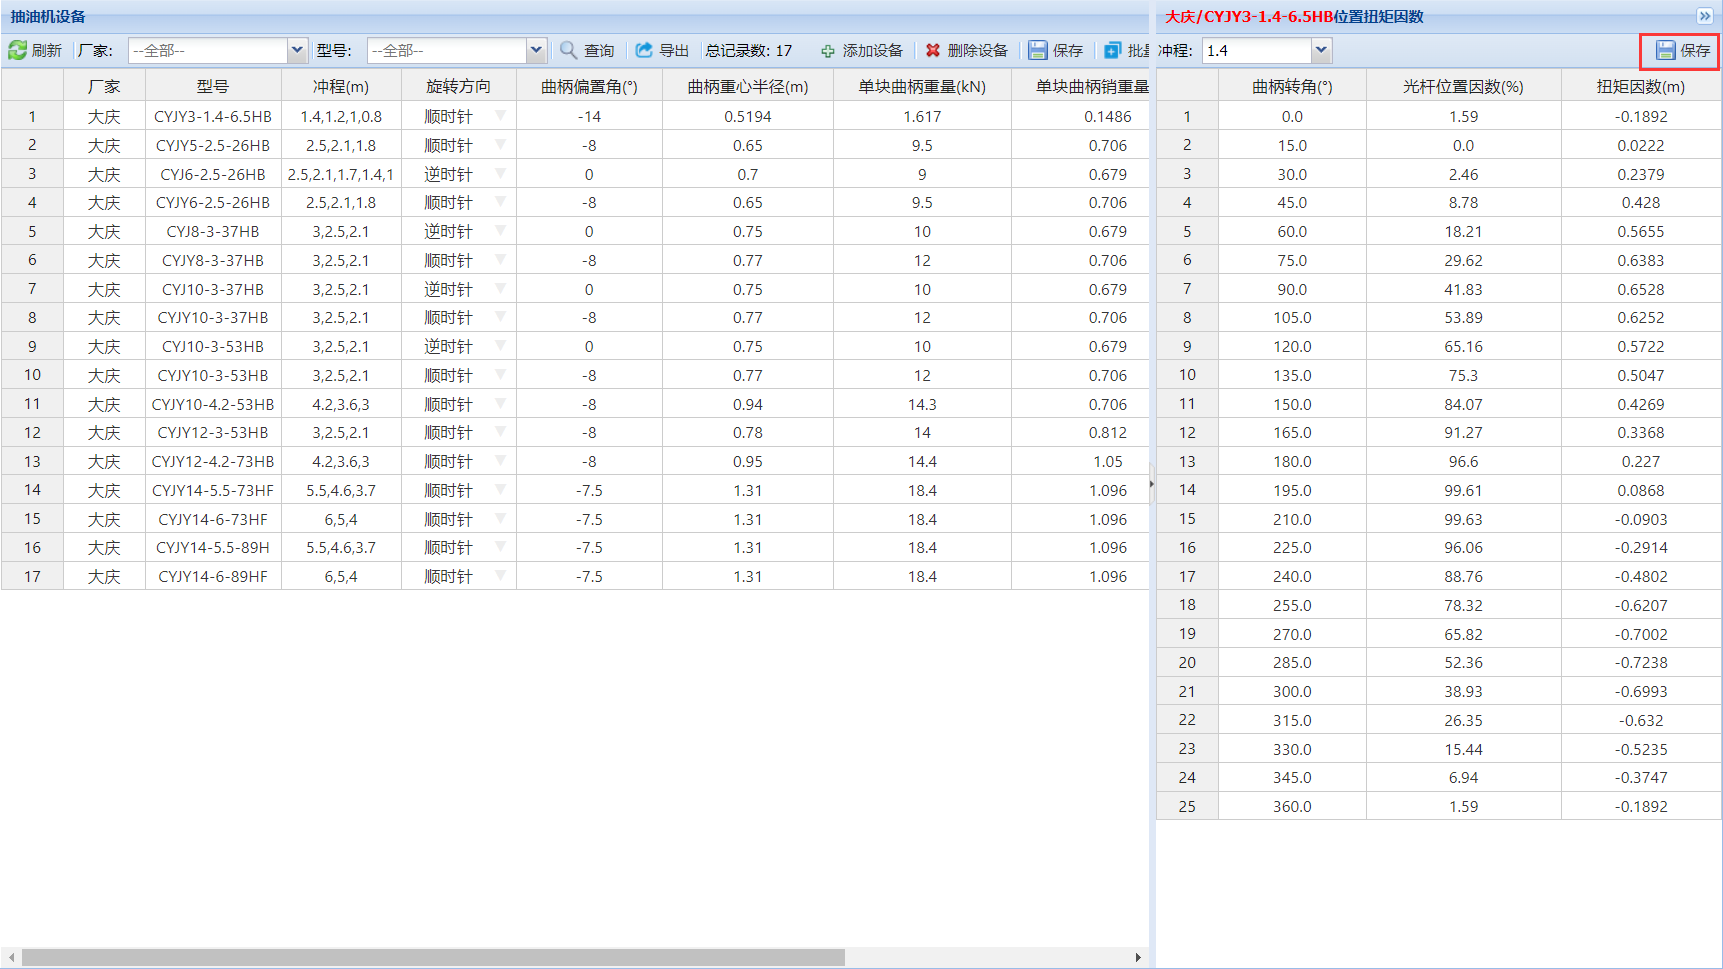 抽油机设备
刷新 厂家: --全部-- 型号: --全部-- 查询 导出 总记录数: 17 添加设备 删除设备 保存 批量
厂家 型号 冲程(m) 旋转方向 曲柄偏置角(°) 曲柄重心半径(m) 单块曲柄重量(kN) 单块曲柄销重量
1 大庆 CYJY3-1.4-6.5HB 1.4,1.2,1,0.8 顺时针 -14 0.5194 1.617 0.1486
2 大庆 CYJY5-2.5-26HB 2.5,2.1,1.8 顺时针 -8 0.65 9.5 0.706
3 大庆 CYJ6-2.5-26HB 2.5,2.1,1.7,1.4,1 逆时针 0 0.7 9 0.679
4 大庆 CYJY6-2.5-26HB 2.5,2.1,1.8 顺时针 -8 0.65 9.5 0.706
5 大庆 CYJ8-3-37HB 3,2.5,2.1 逆时针 0 0.75 10 0.679
6 大庆 CYJY8-3-37HB 3,2.5,2.1 顺时针 -8 0.77 12 0.706
7 大庆 CYJ10-3-37HB 3,2.5,2.1 逆时针 0 0.75 10 0.679
8 大庆 CYJY10-3-37HB 3,2.5,2.1 顺时针 -8 0.77 12 0.706
9 大庆 CYJ10-3-53HB 3,2.5,2.1 逆时针 0 0.75 10 0.679
10 大庆 CYJY10-3-53HB 3,2.5,2.1 顺时针 -8 0.77 12 0.706
11 大庆 CYJY10-4.2-53HB 4.2,3.6,3 顺时针 -8 0.94 14.3 0.706
12 大庆 CYJY12-3-53HB 3,2.5,2.1 顺时针 -8 0.78 14 0.812
13 大庆 CYJY12-4.2-73HB 4.2,3.6,3 顺时针 -8 0.95 14.4 1.05
14 大庆 CYJY14-5.5-73HF 5.5,4.6,3.7 顺时针 -7.5 1.31 18.4 1.096
15 大庆 CYJY14-6-73HF 6,5,4 顺时针 -7.5 1.31 18.4 1.096
16 大庆 CYJY14-5.5-89H 5.5,4.6,3.7 顺时针 -7.5 1.31 18.4 1.096
17 大庆 CYJY14-6-89HF 6,5,4 顺时针 -7.5 1.31 18.4 1.096
大庆/CYJY3-1.4-6.5HB位置扭矩因数
冲程: 1.4 保存
曲柄转角(°) 光杆位置因数(%) 扭矩因数(m)
1 0.0 1.59 -0.1892
2 15.0 0.0 0.0222
3 30.0 2.46 0.2379
4 45.0 8.78 0.428
5 60.0 18.21 0.5655
6 75.0 29.62 0.6383
7 90.0 41.83 0.6528
8 105.0 53.89 0.6252
9 120.0 65.16 0.5722
10 135.0 75.3 0.5047
11 150.0 84.07 0.4269
12 165.0 91.27 0.3368
13 180.0 96.6 0.227
14 195.0 99.61 0.0868
15 210.0 99.63 -0.0903
16 225.0 96.06 -0.2914
17 240.0 88.76 -0.4802
18 255.0 78.32 -0.6207
19 270.0 65.82 -0.7002
20 285.0 52.36 -0.7238
21 300.0 38.93 -0.6993
22 315.0 26.35 -0.632
23 330.0 15.44 -0.5235
24 345.0 6.94 -0.3747
25 360.0 1.59 -0.1892